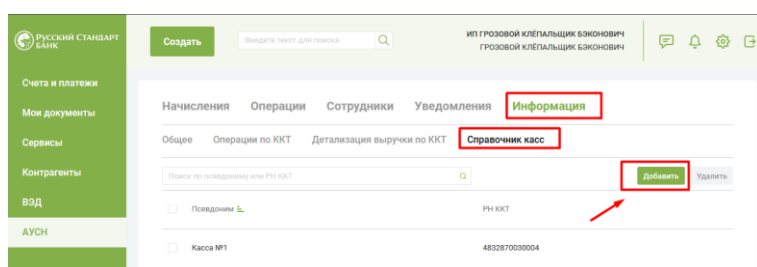 Русский Стандарт
Банк
Создать
Введите текст для поиска
ИП ГРОЗОВОЙ КЛЁПАЛЬЩИК БЭКОНОВИЧ
ГРОЗОВОЙ КЛЁПАЛЬЩИК БЭКОНОВИЧ
Счета и платежи
Мои документы
Сервисы
Контрагенты
ВЭД
АУСН
Начисления Операции Сотрудники Уведомления Информация
Общее Операции по ККТ Детализация выручки по ККТ Справочник касс
Поиск по псевдониму или РН ККТ
Добавить Удалить
Псевдоним РН ККТ
Касса №1 4832870030004